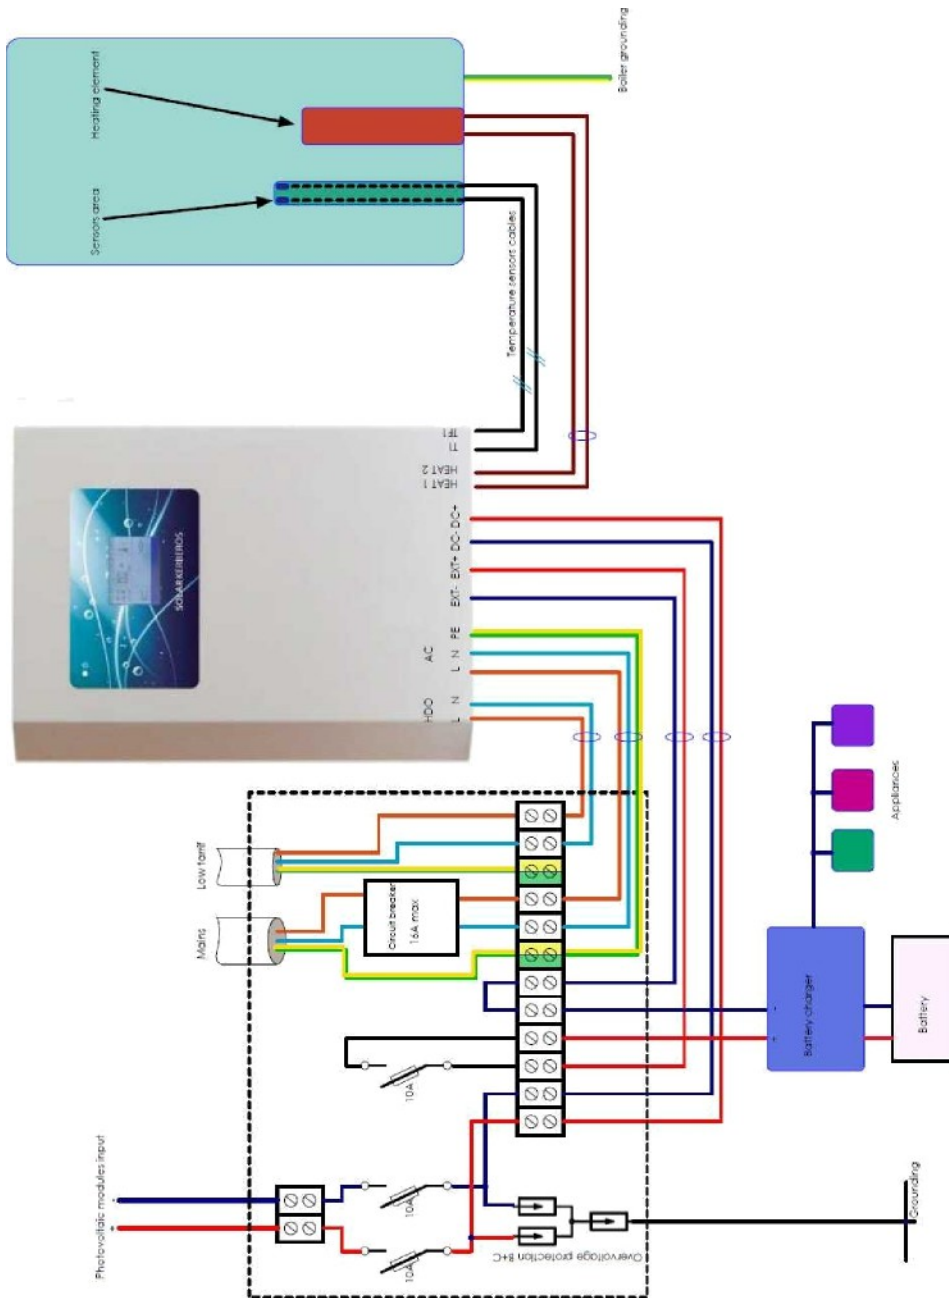 Heating element
Sensors area
Boiler grounding
Temperature sensors cables
SOLARKERBEROS
TF1
T1
HEAT 2
HEAT 1
DC+
DC-
EXT+
EXT-
PE
N
L
AC
N
L
HDO
Low tarrif
Mains
Circuit breaker
16A max
10A
Appliances
Battery charger
+
-
Battery
Photovoltaic modules input
-
+
10A
10A
Overvoltage protection B+C
Grounding